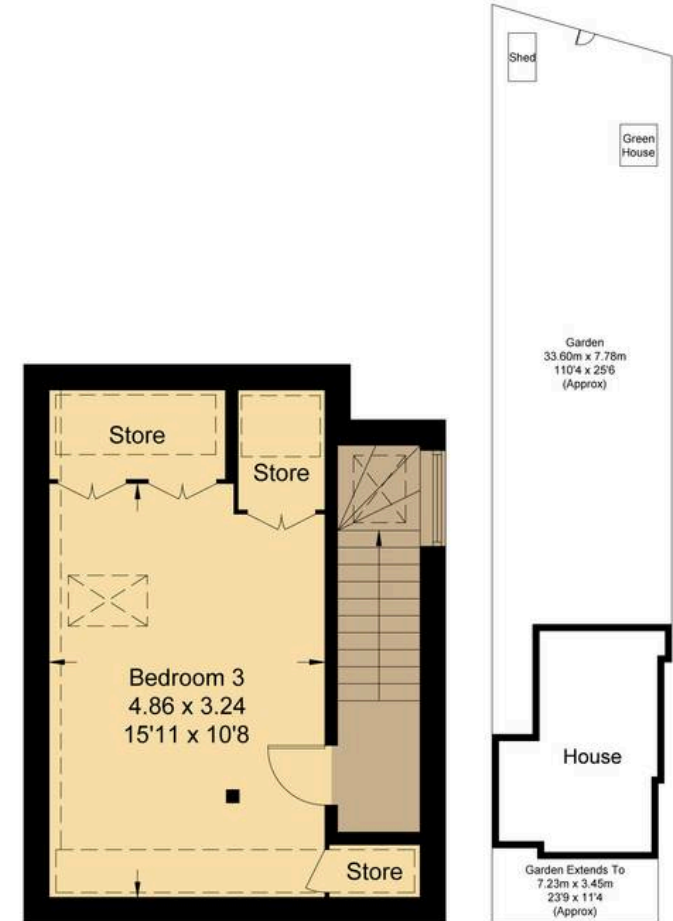 Store
Store
Bedroom 3
4.86 x 3.24
15'11 x 10'8
Store
Shed
Green
House
Garden
33.60m x 7.78m
110'4 x 25'6
(Approx)
House
Garden Extends To
7.23m x 3.45m
23'9 x 11'4
(Approx)